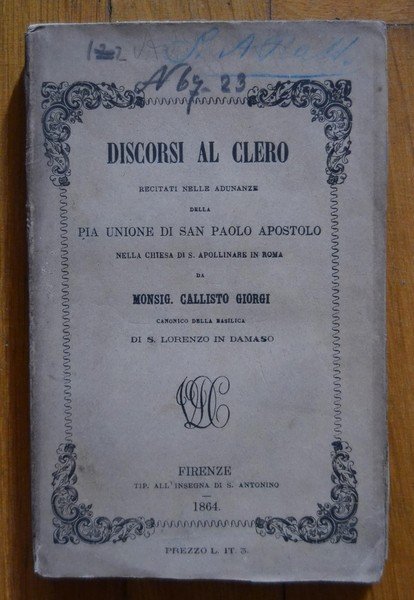 N 67. 23
DISCORSI AL CLERO
RECITATI NELLE ADUNANZE
DELLA
PIA UNIONE DI SAN PAOLO APOSTOLO
NELLA CHIESA DI S. APOLLINARE IN ROMA
DA
MONSIG. CALLISTO GIORGI
CANONICO DELLA BASILICA
DI S. LORENZO IN DAMASO
FIRENZE
TIP. ALL'INSEGNA DI S. ANTONINO
1864.
PREZZO L. IT. 3.